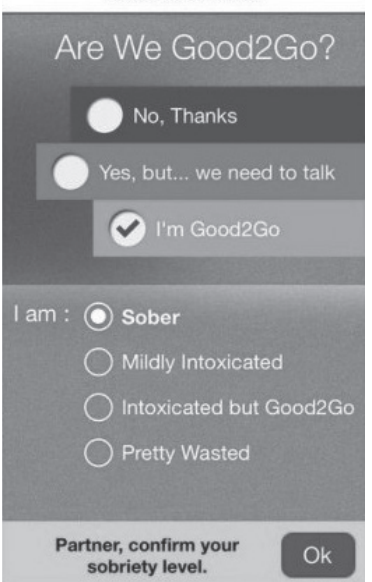 Are We Good2Go?
No, Thanks
Yes, but... we need to talk
I'm Good2Go
I am :
Sober
Mildly Intoxicated
Intoxicated but Good2Go
Pretty Wasted
Partner, confirm your
sobriety level.
Ok